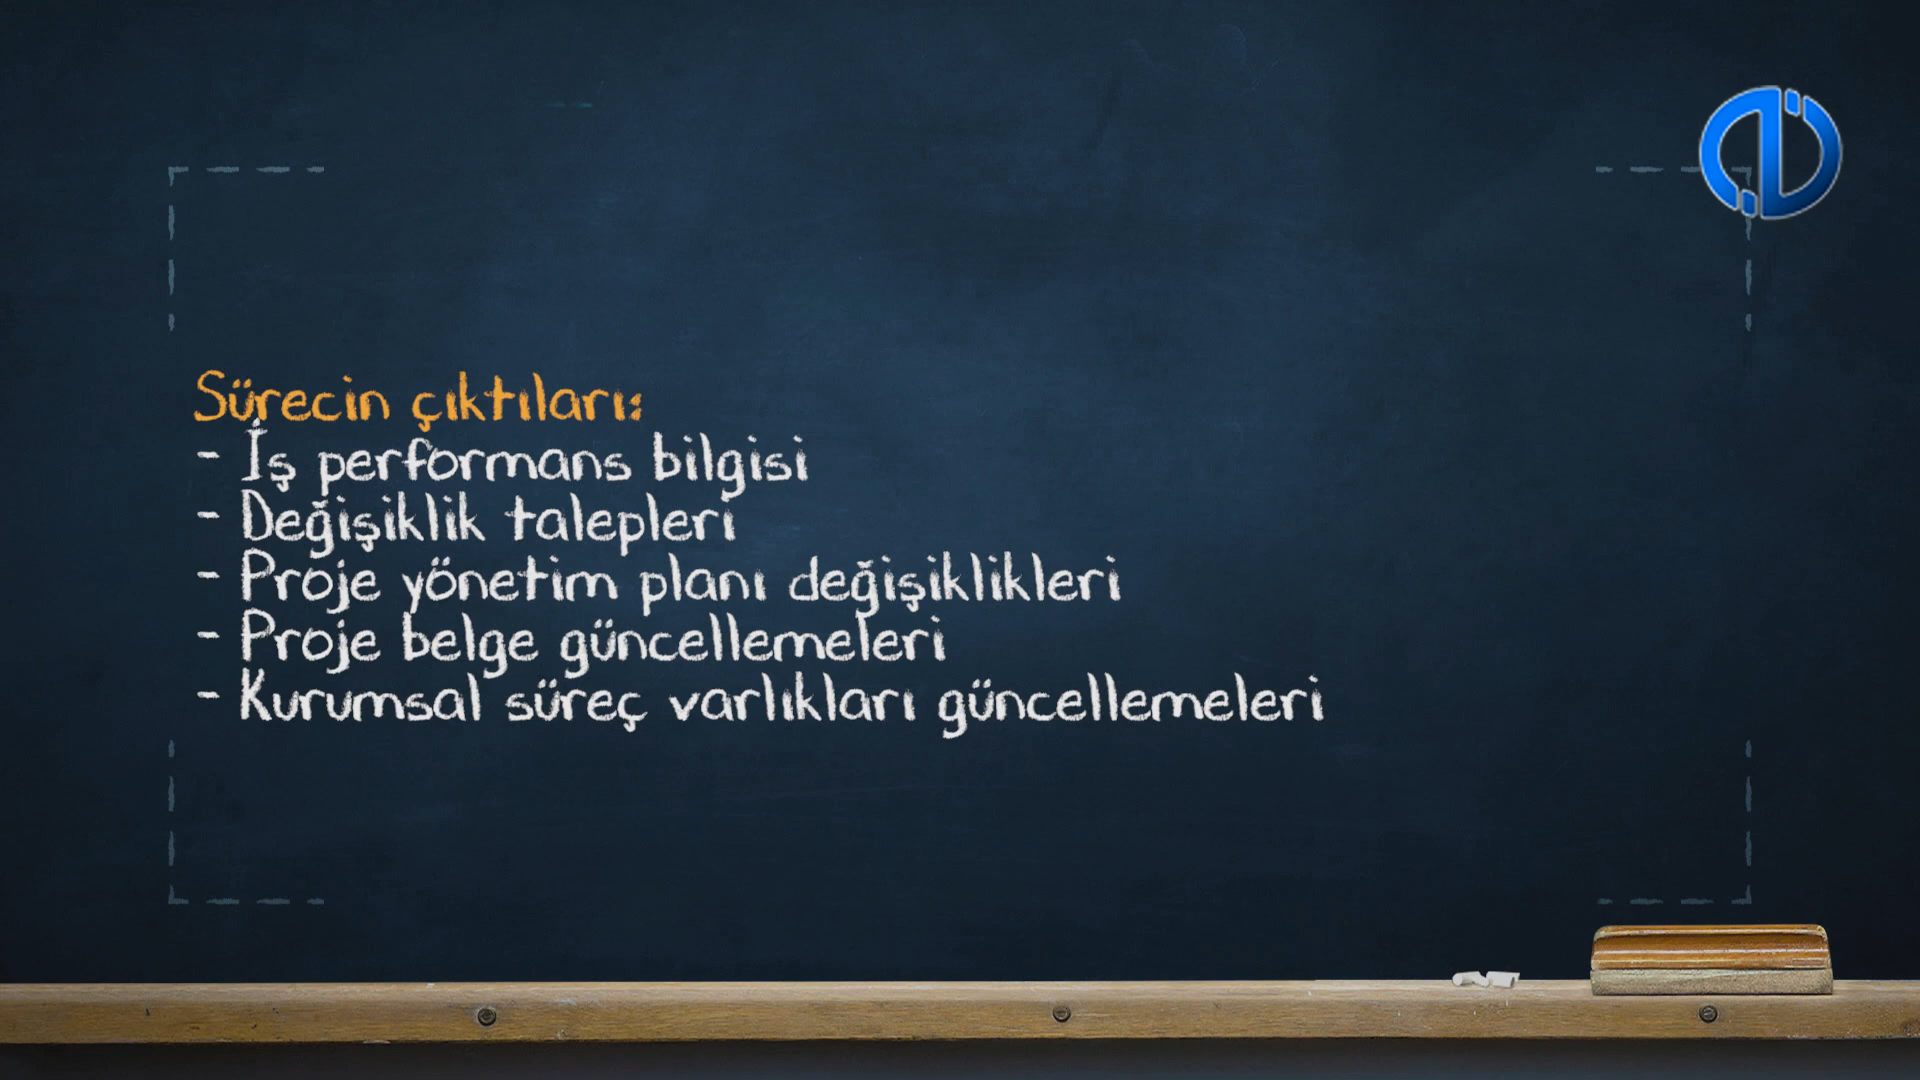 Sürecin çıktıları:
- İş performans bilgisi
- Değişiklik talepleri
- Proje yönetim planı değişiklikleri
- Proje belge güncellemeleri
- Kurumsal süreç varlıkları güncellemeleri